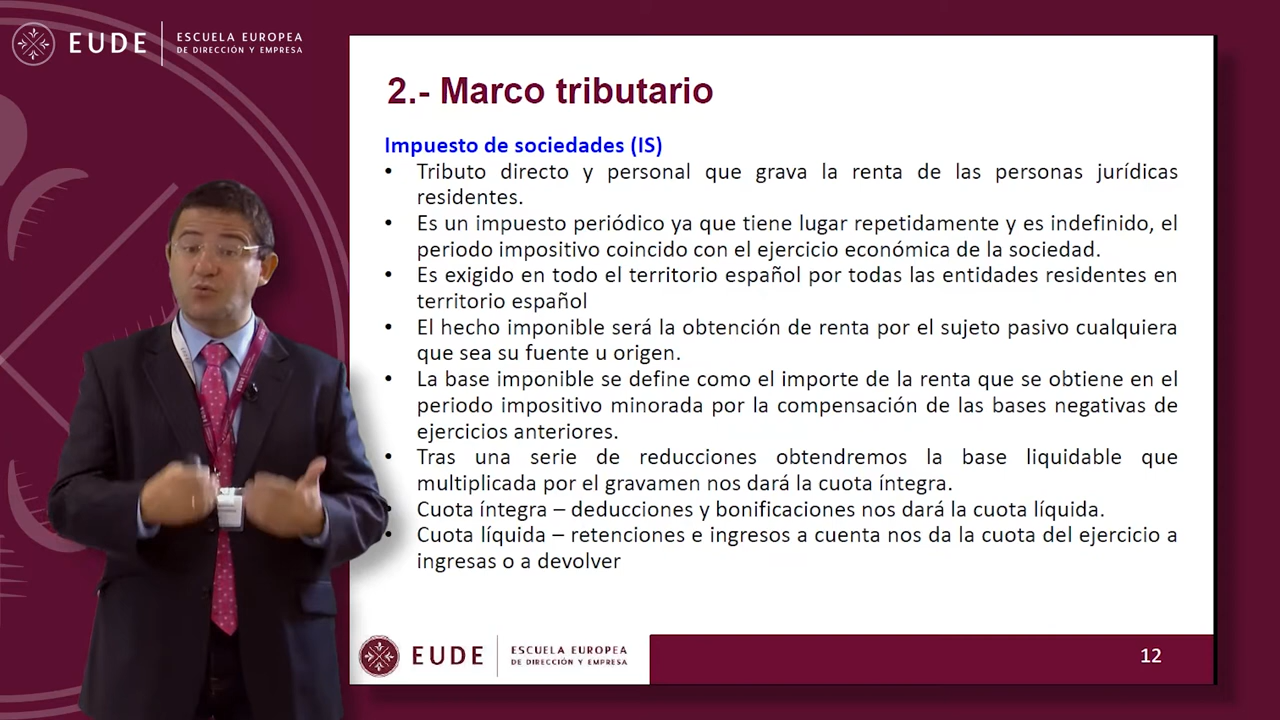 EUDE
ESCUELA EUROPEA
DE DIRECCIÓN Y EMPRESA
2.- Marco tributario
Impuesto de sociedades (IS)
• Tributo directo y personal que grava la renta de las personas jurídicas
residentes.
• Es un impuesto periódico ya que tiene lugar repetidamente y es indefinido, el
periodo impositivo coincido con el ejercicio económica de la sociedad.
• Es exigido en todo el territorio español por todas las entidades residentes en
territorio español
• El hecho imponible será la obtención de renta por el sujeto pasivo cualquiera
que sea su fuente u origen.
• La base imponible se define como el importe de la renta que se obtiene en el
periodo impositivo minorada por la compensación de las bases negativas de
ejercicios anteriores.
• Tras una serie de reducciones obtendremos la base liquidable que
multiplicada por el gravamen nos dará la cuota íntegra.
• Cuota íntegra – deducciones y bonificaciones nos dará la cuota líquida.
• Cuota líquida – retenciones e ingresos a cuenta nos da la cuota del ejercicio a
ingresas o a devolver
EUDE
ESCUELA EUROPEA
DE DIRECCIÓN Y EMPRESA
12